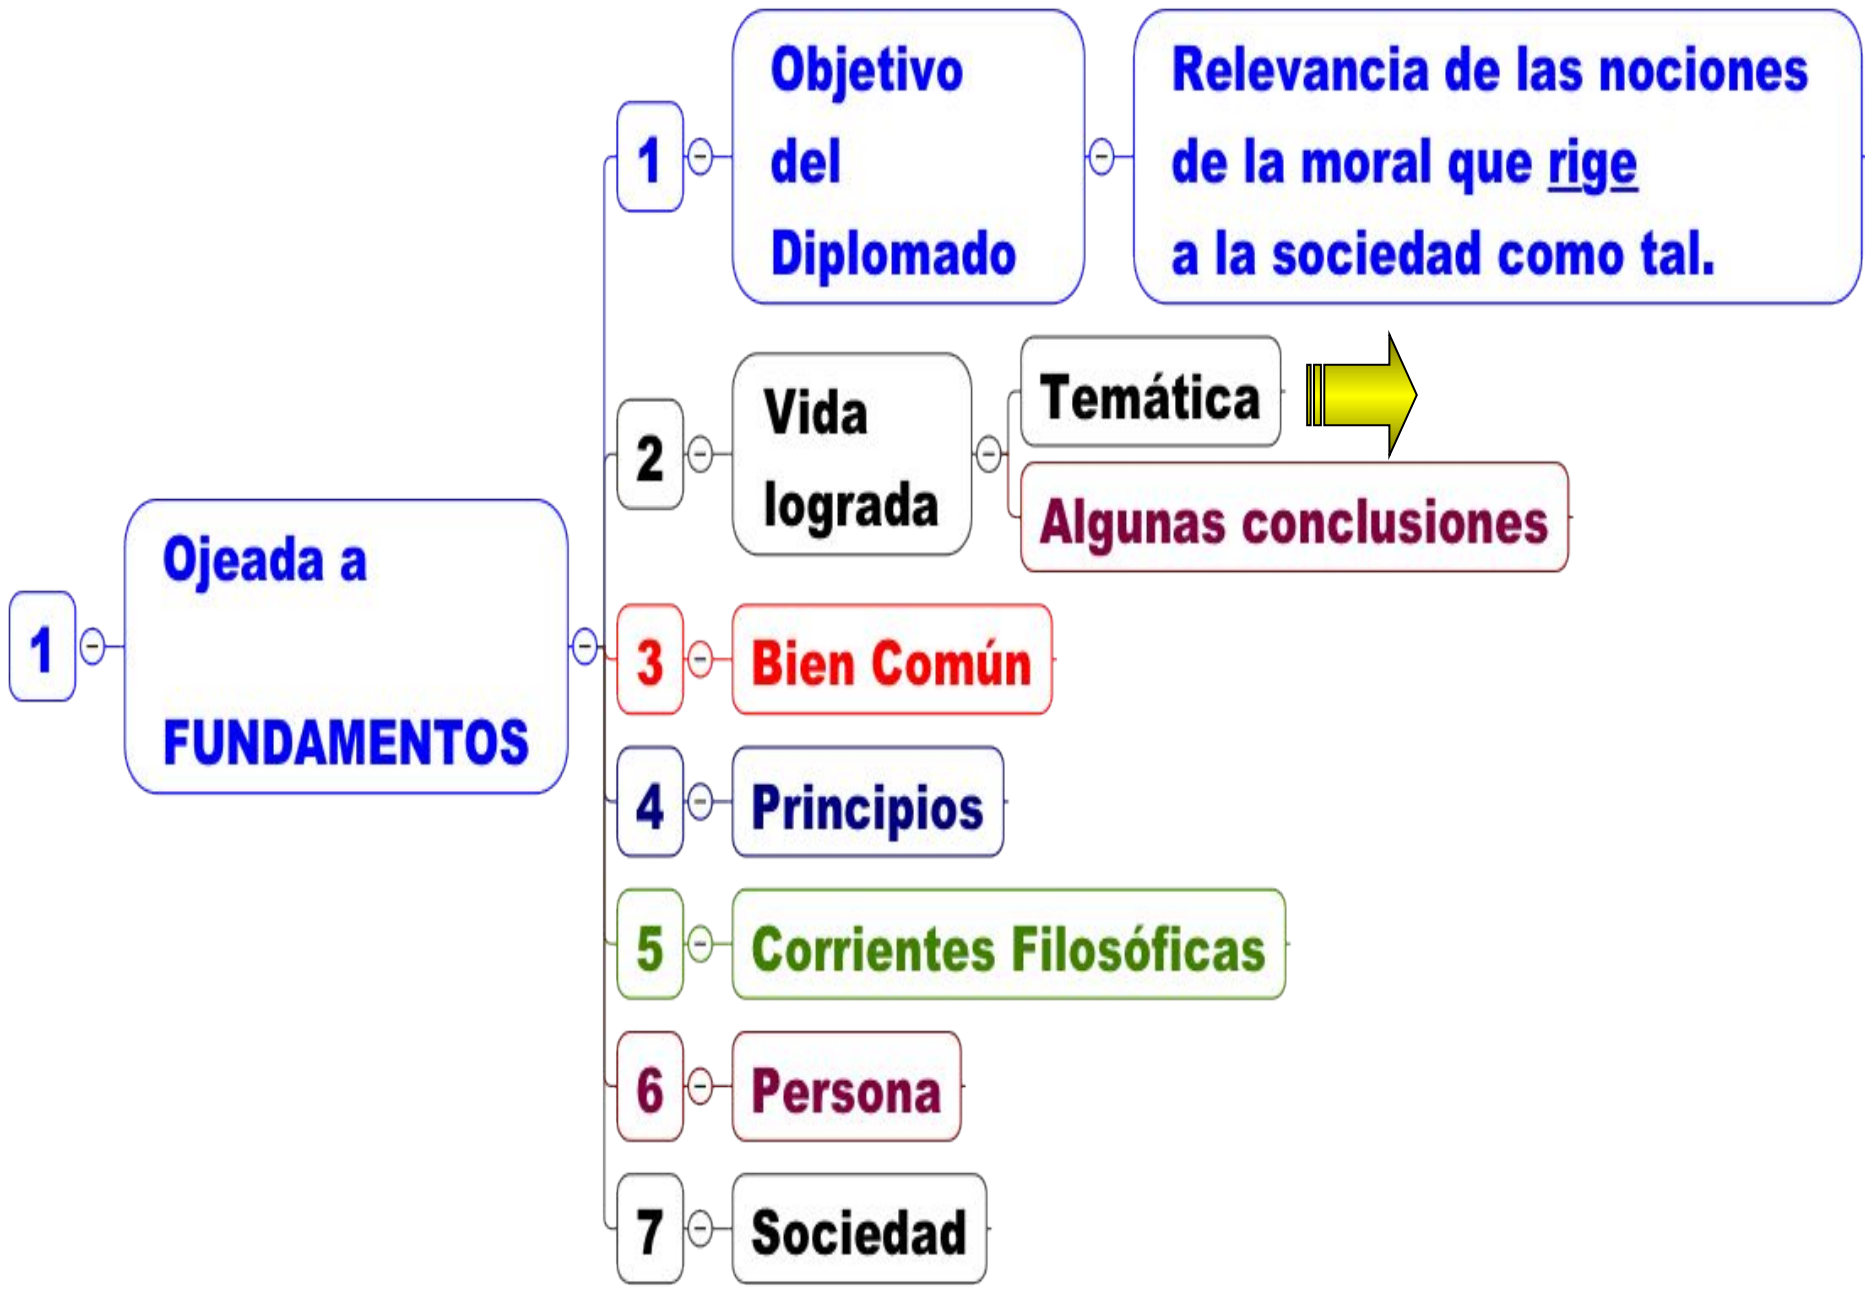 1
Ojeada a
FUNDAMENTOS
1
Objetivo
del
Diplomado
Relevancia de las nociones
de la moral que rige
a la sociedad como tal.
2
Vida
lograda
Temática
Algunas conclusiones
3
Bien Común
4
Principios
5
Corrientes Filosóficas
6
Persona
7
Sociedad